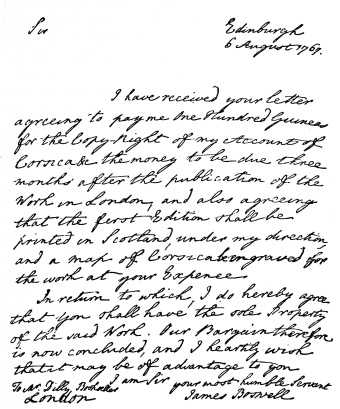 Sir
Edinburgh
6 August 1767.
I have received your letter
agreeing to pay me One Hundred Guineas
for the Copy-Right of my Account of
Corsica &c the money to be due three
months after the publication of the
Work in London, and also agreeing
that the first Edition shall be
printed in Scotland, under my direction,
and a map of Corsica be engraved for
the work at your Expence.
In return to which, I do hereby agree
that you shall have the sole Property
of the said Work. Our Bargain therefore
is now concluded, and I heartily wish
that it may be of advantage to you
I am Sir your most humble Servant
To Mr. Dilly, Bookseller
London
James Boswell